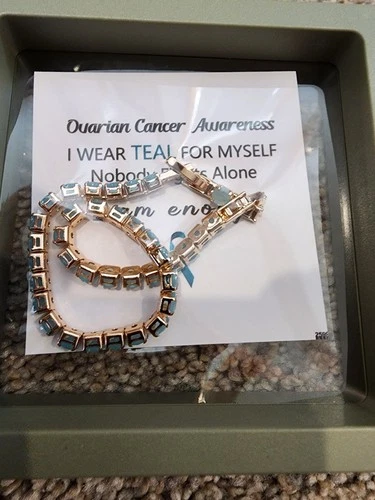 Ovarian Cancer Awareness
I WEAR TEAL FOR MYSELF
Nobody Alone